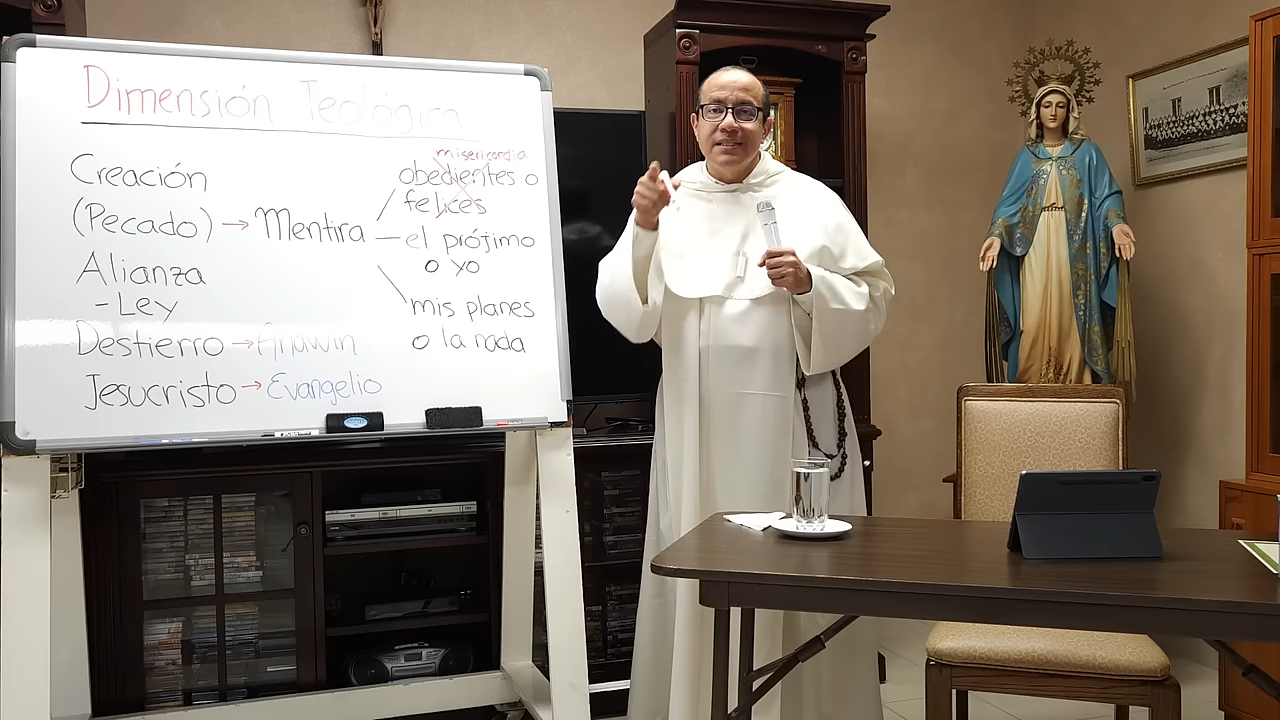 Dimensión Teológica
Creación
(Pecado) → Mentira
Alianza
- Ley
Destierro → Anawin
Jesucristo → Evangelio
misericordia
obedientes o
felices
el prójimo
o yo
mis planes
o la nada